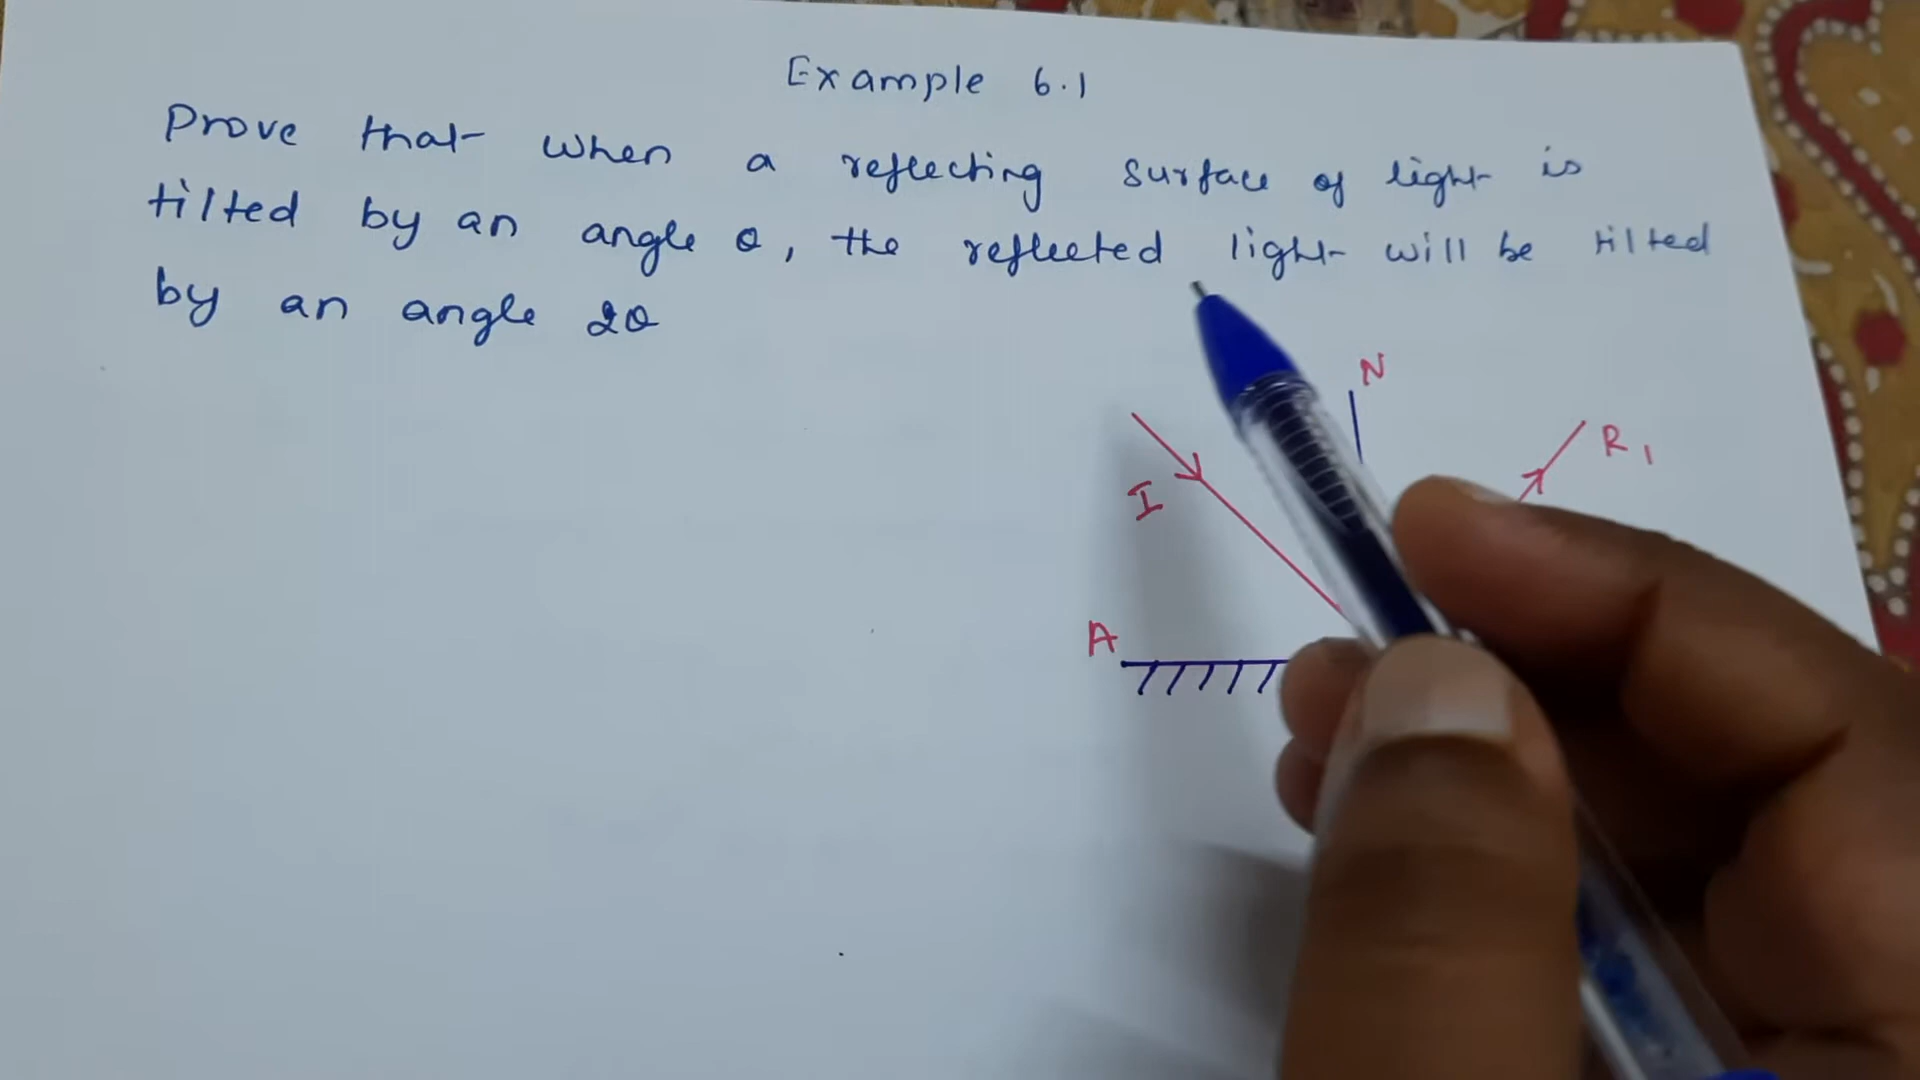 Example 6.1
Prove that when a reflecting surface of light is
tilted by an angle θ, the reflected light will be tilted
by an angle 2θ
N
R1
I
A